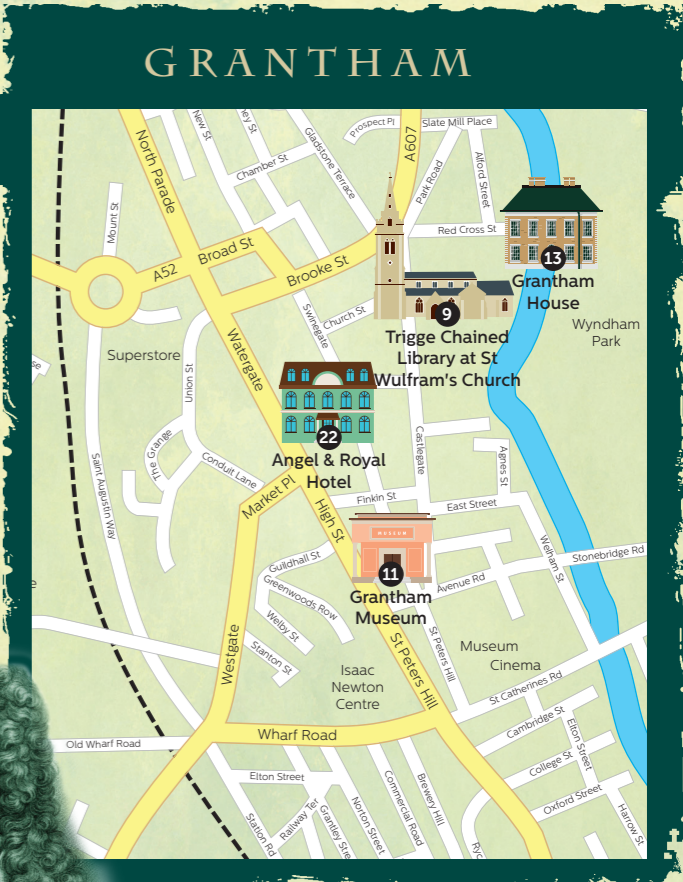 GRANTHAM
North Parade
New St
ney St
Gladstone Terrace
Prospect Pl
A607
Slate Mill Place
Chamber St
Park Road
Alford Street
Mount St
Red Cross St
A52
Broad St
Brooke St
13
Grantham
House
Swinegate
Church St
9
Trigge Chained
Library at St
Wulfram's Church
Wyndham
Park
Superstore
Union St
Watergate
se
22
Angel & Royal
Hotel
Castlegate
Agnes St
The Grange
Conduit Lane
Saint Augustin Way
Market Pl
High St
Finkin St
East Street
MUSEUM
11
Grantham
Museum
Welham St
Stonebridge Rd
Guildhall St
Avenue Rd
e
Greenwoods Row
Welby St
Stanton St
Westgate
St Peters Hill
St Peters Hill
Museum
Cinema
Isaac
Newton
Centre
St Catherines Rd
Cambridge St
Elton Street
Old Wharf Road
Wharf Road
College St
Elton Street
Oxford Street
Station Rd
Railway Ter
Grantley Stre
Norton Street
Commercial Road
Brewery Hill
Ryc
Harrow St